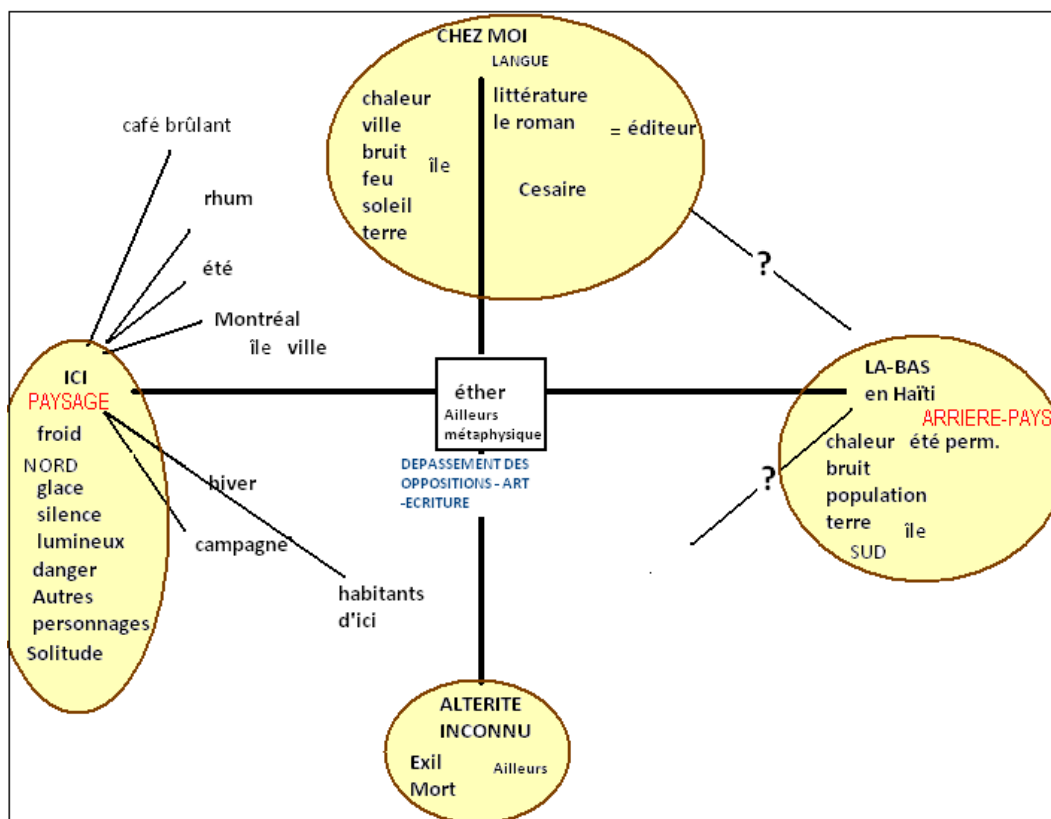 CHEZ MOI
LANGUE
chaleur
ville
bruit
feu
soleil
terre
île
littérature
le roman
= éditeur
Cesaire
café brûlant
rhum
été
Montréal
île ville
?
ICI
PAYSAGE
froid
NORD
glace
silence
lumineux
danger
Autres
personnages
Solitude
hiver
campagne
habitants
d'ici
éther
Ailleurs
métaphysique
DEPASSEMENT DES
OPPOSITIONS - ART
-ECRITURE
LA-BAS
en Haïti
ARRIERE-PAYS
chaleur été perm.
bruit
population
terre île
SUD
?
ALTERITE
INCONNU
Exil
Mort
Ailleurs